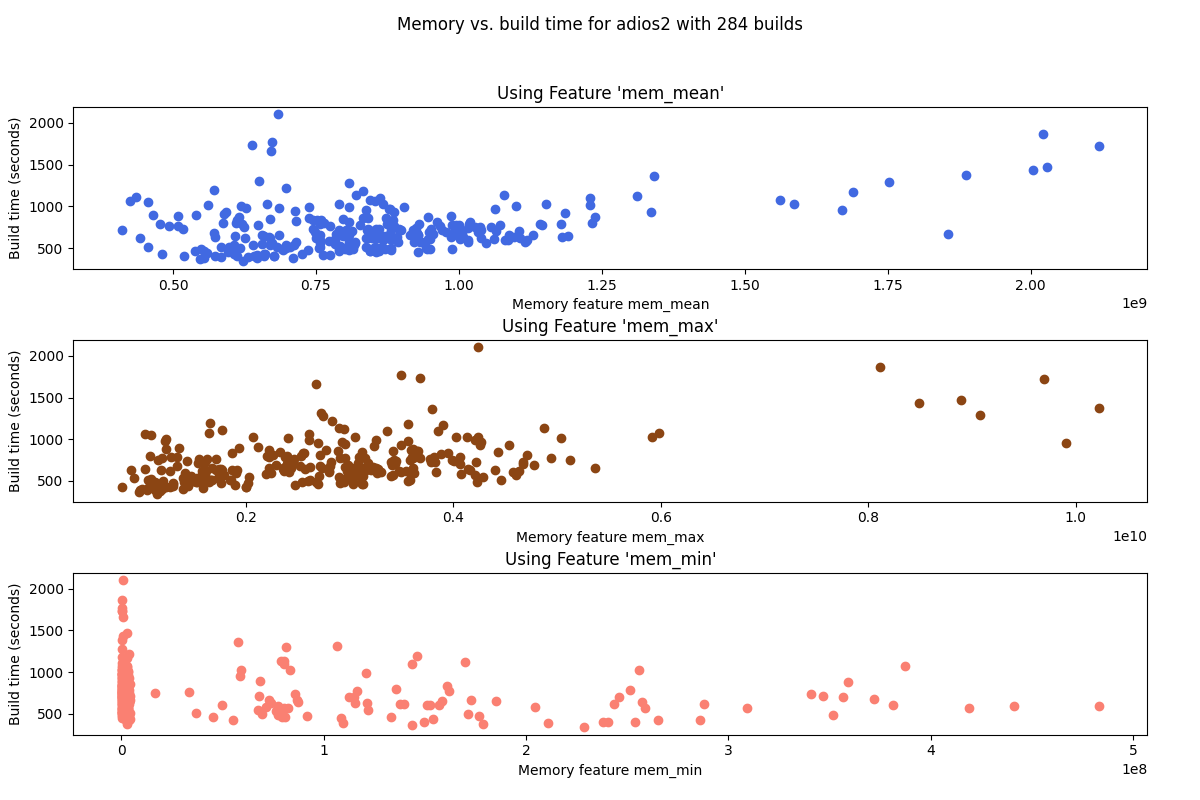 Memory vs. build time for adios2 with 284 builds
Using Feature 'mem_mean'
Build time (seconds)
2000
1500
1000
500
0.50 0.75 1.00 1.25 1.50 1.75 2.00
1e9
Memory feature mem_mean
Using Feature 'mem_max'
Build time (seconds)
2000
1500
1000
500
0.2 0.4 0.6 0.8 1.0
1e10
Memory feature mem_max
Using Feature 'mem_min'
Build time (seconds)
2000
1500
1000
500
0 1 2 3 4 5
1e8
Memory feature mem_min